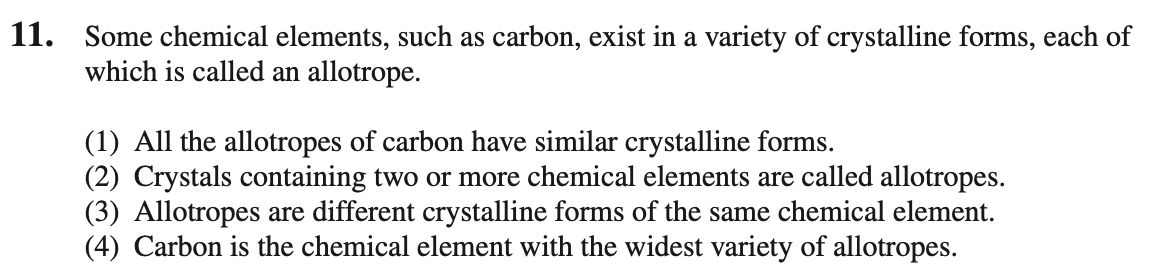 11. Some chemical elements, such as carbon, exist in a variety of crystalline forms, each of
which is called an allotrope.
(1) All the allotropes of carbon have similar crystalline forms.
(2) Crystals containing two or more chemical elements are called allotropes.
(3) Allotropes are different crystalline forms of the same chemical element.
(4) Carbon is the chemical element with the widest variety of allotropes.